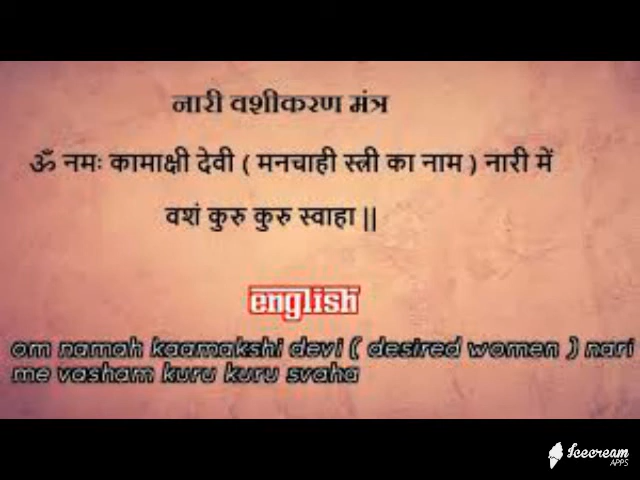 नारी वशीकरण मंत्र
ॐ नमः कामाक्षी देवी ( मनचाही स्त्री का नाम ) नारी में
वशं कुरु कुरु स्वाहा ||
english
om namah kaamakshi devi ( desired women ) nari
me vasham kuru kuru svaha
Icecream
APPS